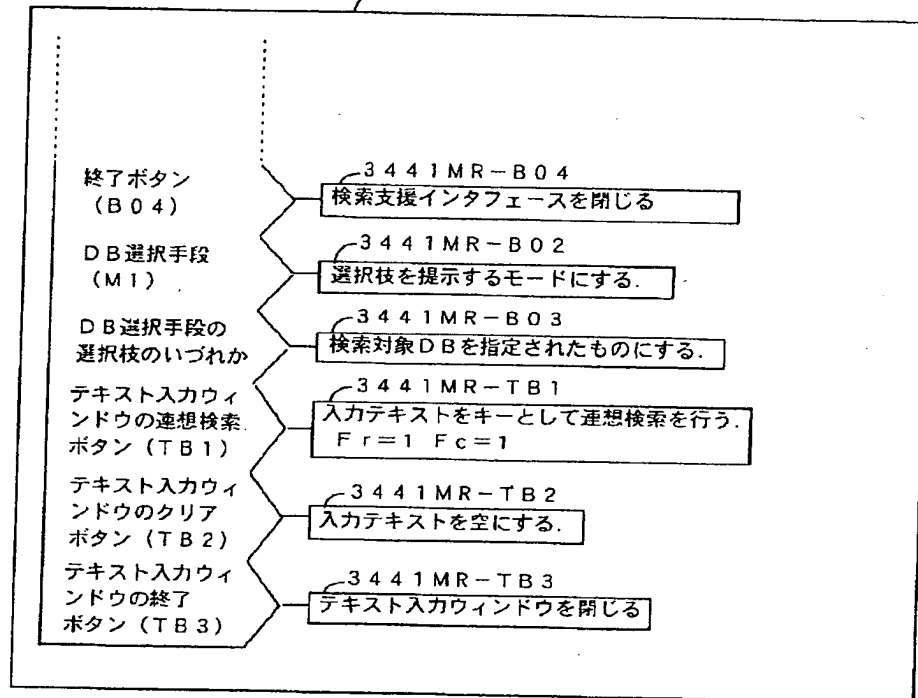 終了ボタン
(B04)
3441MR-B04
検索支援インタフェースを閉じる
DB選択手段
(M1)
3441MR-B02
選択枝を提示するモードにする.
DB選択手段の
選択枝のいづれか
3441MR-B03
検索対象DBを指定されたものにする.
テキスト入力ウィ
ンドウの連想検索
ボタン(TB1)
3441MR-TB1
入力テキストをキーとして連想検索を行う.
Fr=1 Fc=1
テキスト入力ウィ
ンドウのクリア
ボタン(TB2)
3441MR-TB2
入力テキストを空にする.
テキスト入力ウィ
ンドウの終了
ボタン(TB3)
3441MR-TB3
テキスト入力ウィンドウを閉じる